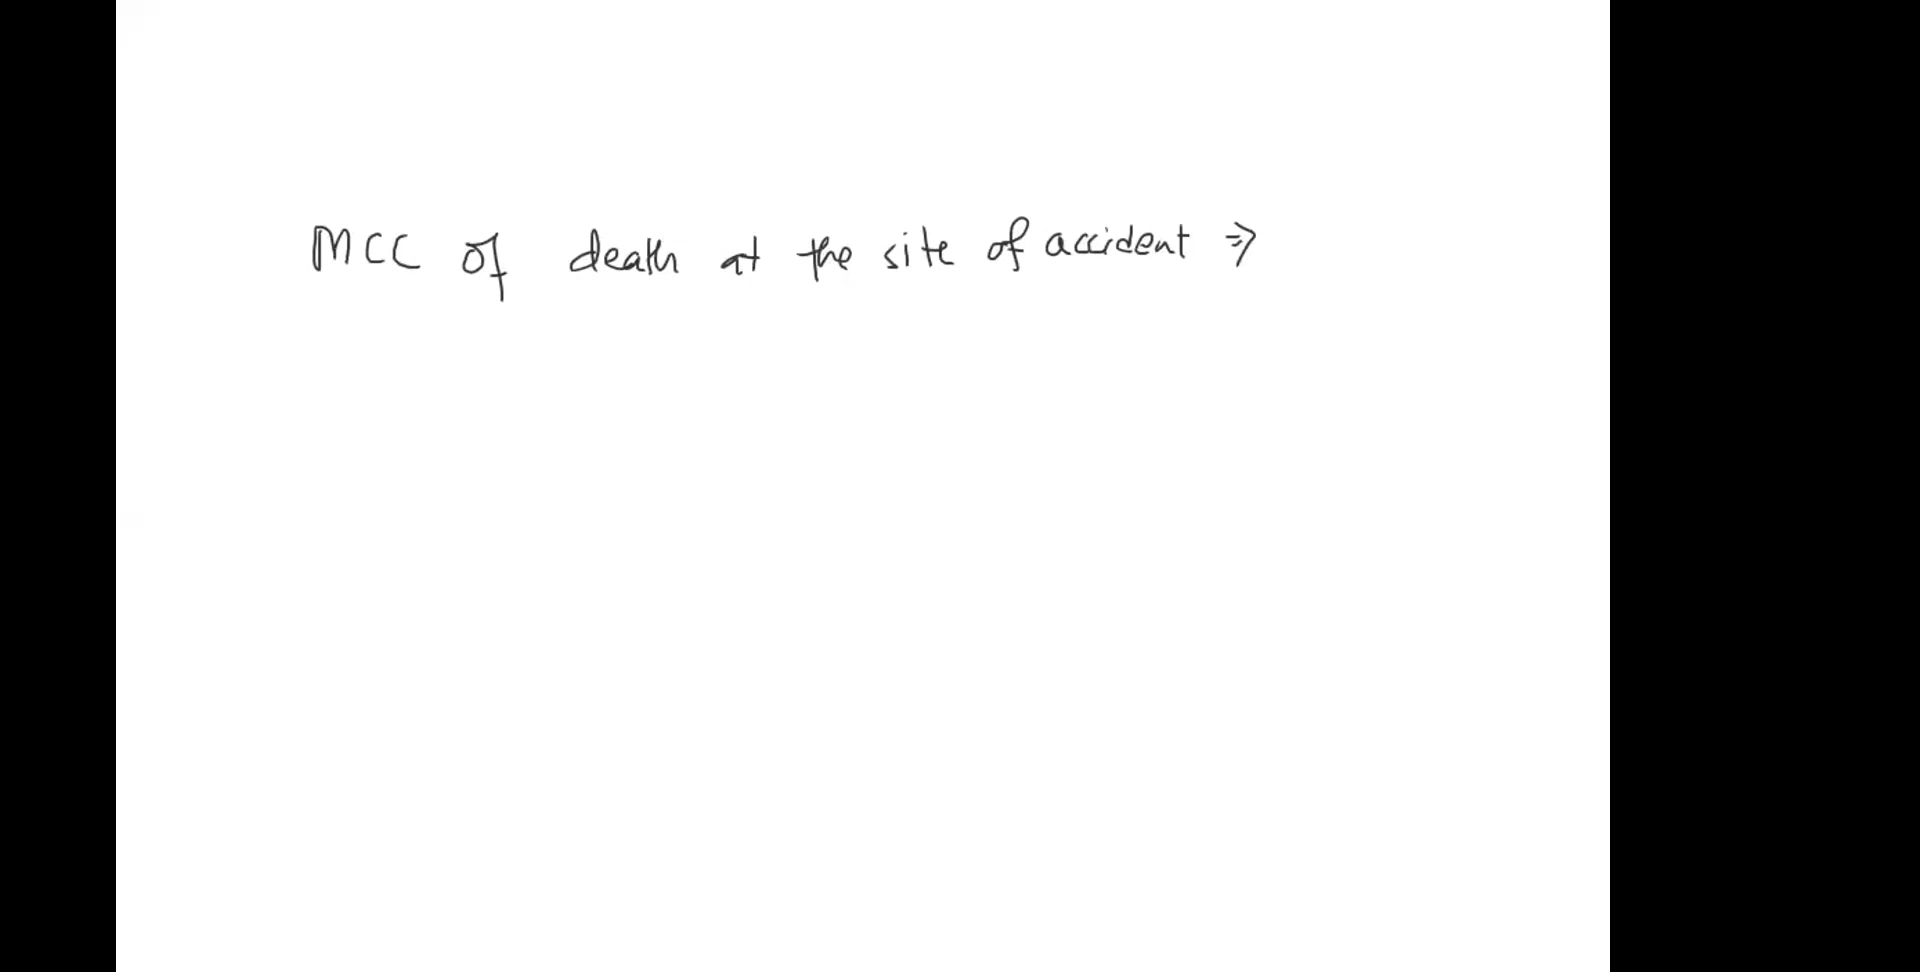 MCC of death at the site of accident ⇒